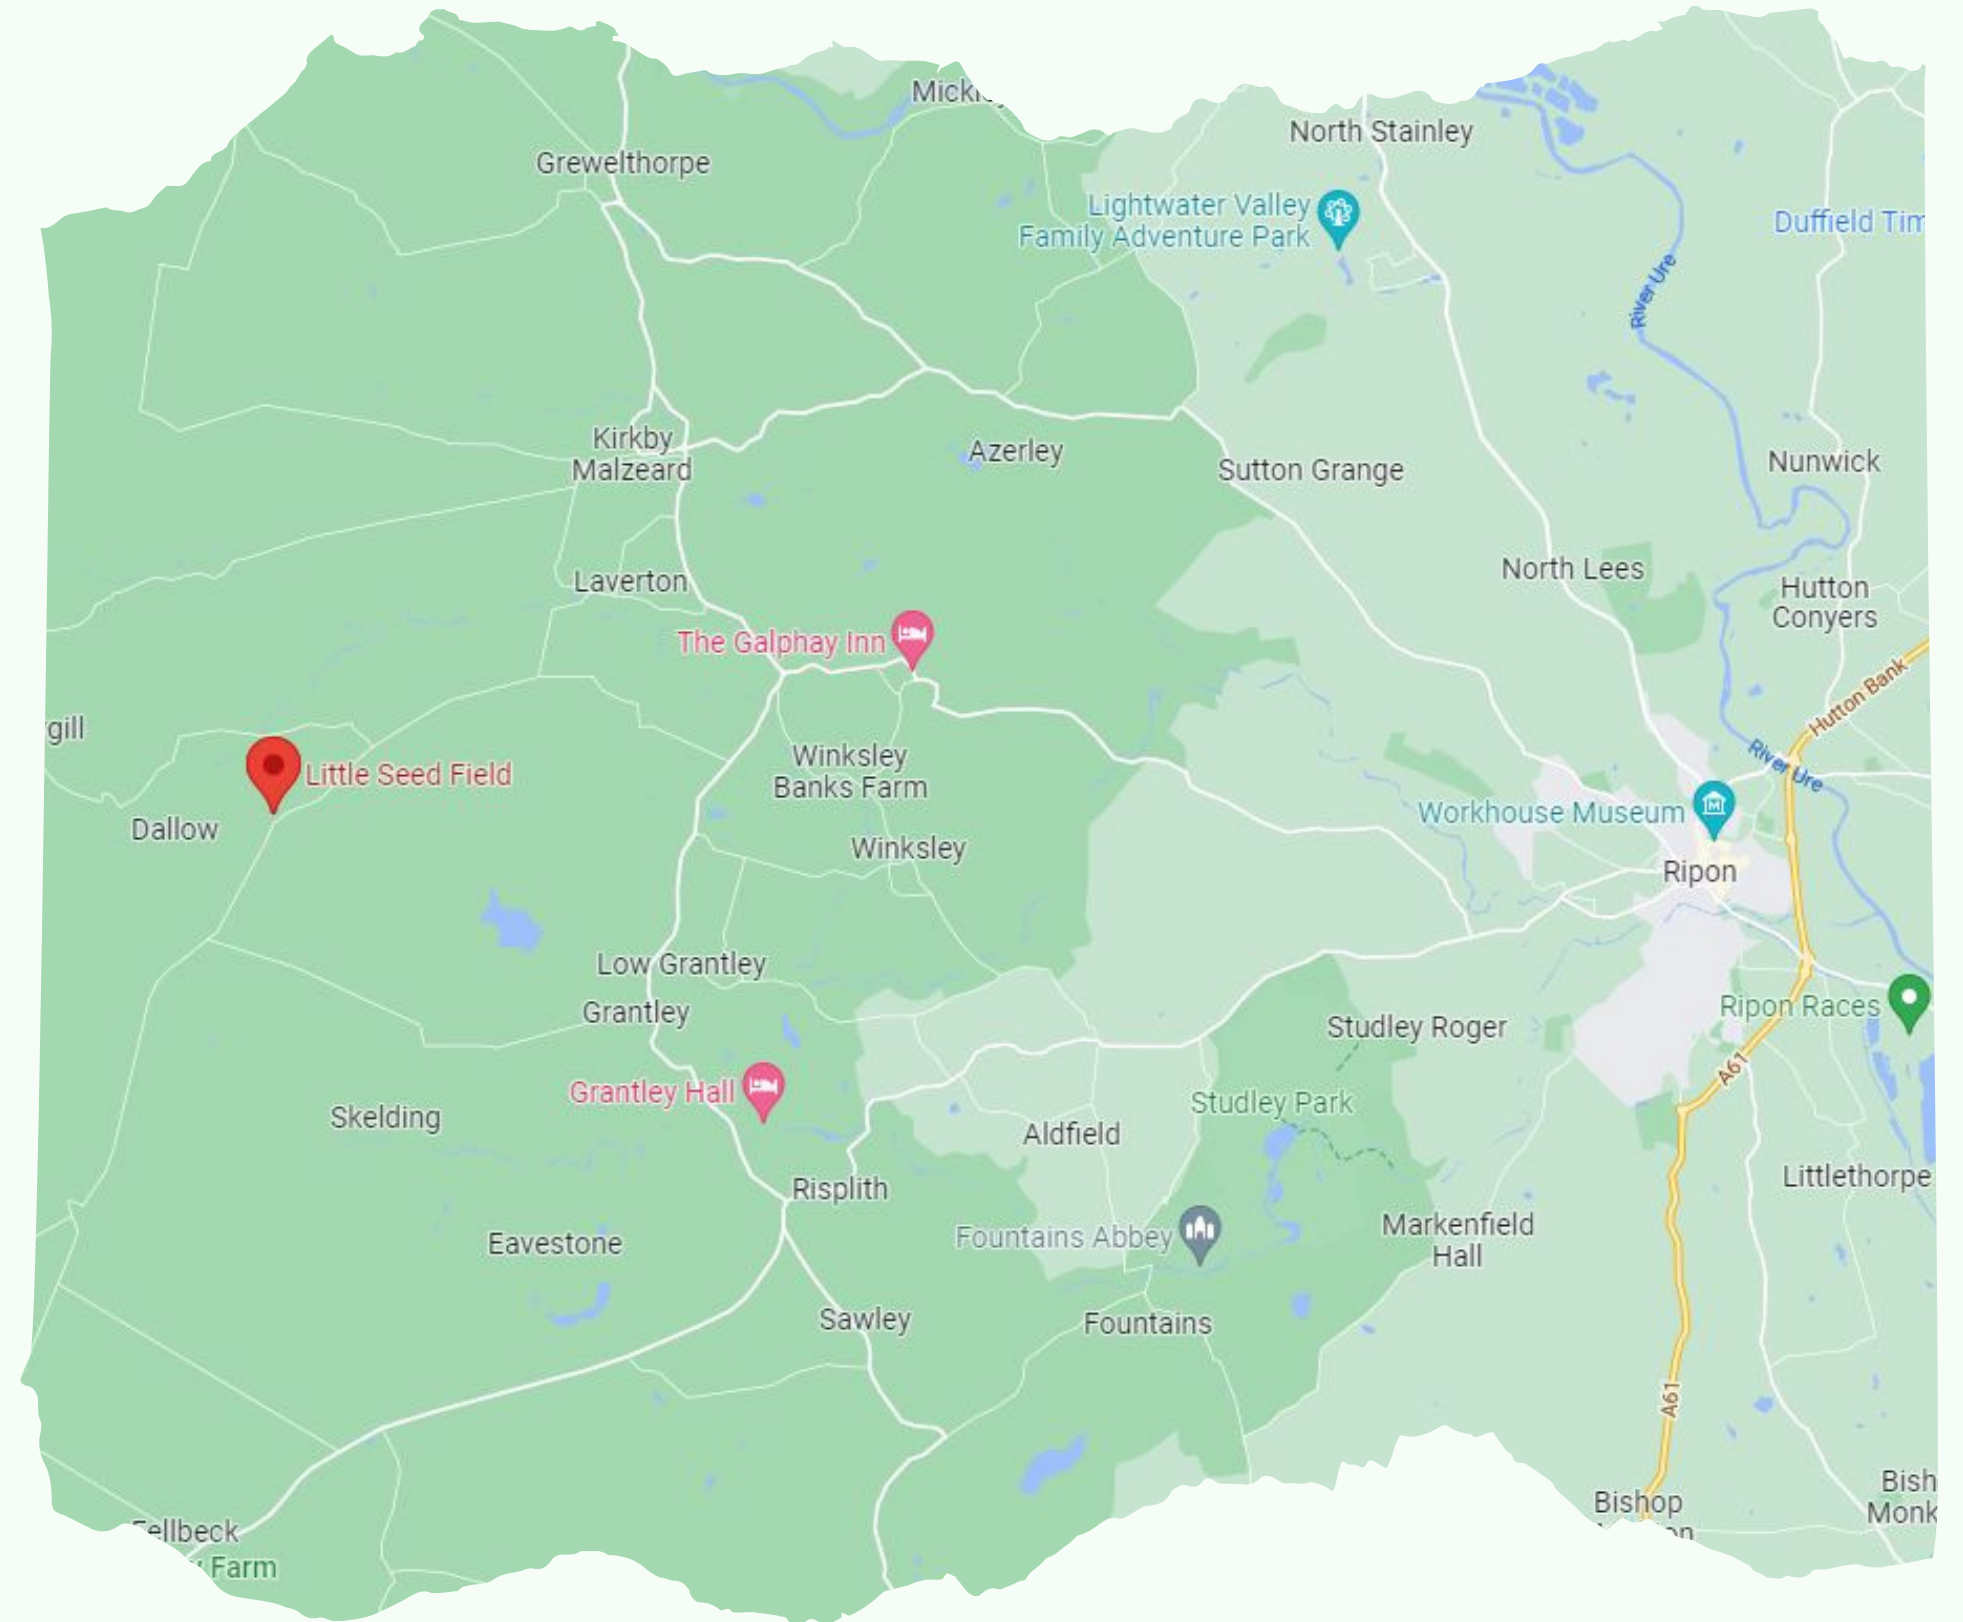 North Stainley
Grewelthorpe
Lightwater Valley
Family Adventure Park
Duffield Tim
River Ure
Kirkby
Malzeard
Azerley
Sutton Grange
Nunwick
North Lees
Laverton
Hutton
Conyers
The Galphay Inn
Hutton Bank
gill
Little Seed Field
Dallow
Winksley
Banks Farm
River Ure
Workhouse Museum
Winksley
Ripon
Low Grantley
Grantley
Studley Roger
Ripon Races
Grantley Hall
A61
Skelding
Studley Park
Aldfield
Risplith
Littlethorpe
Eavestone
Fountains Abbey
Markenfield
Hall
Sawley
Fountains
A61
Bishop
Bish
Monk
Fellbeck
Farm